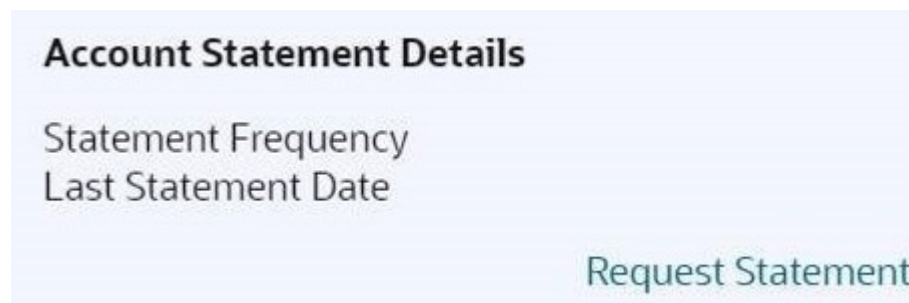 Account Statement Details
Statement Frequency
Last Statement Date
Request Statement